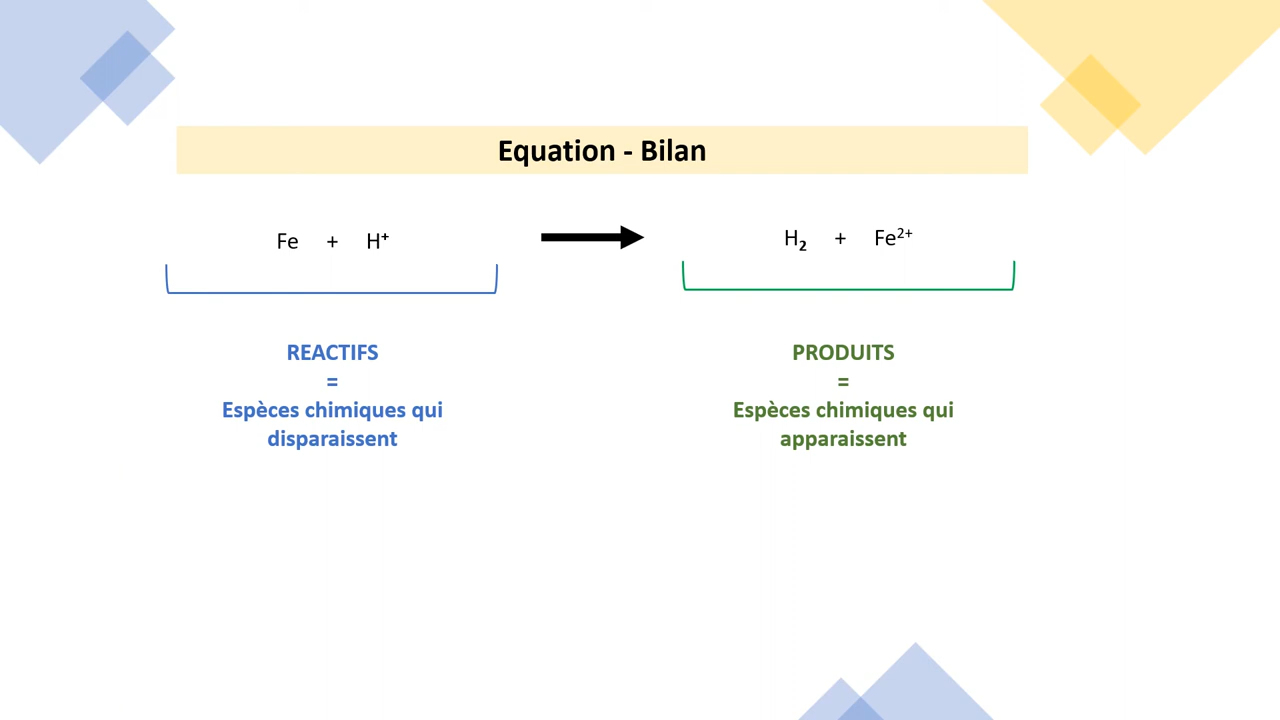 Equation - Bilan
Fe + H⁺ H₂ + Fe²⁺
REACTIFS
=
Espèces chimiques qui
disparaissent
PRODUITS
=
Espèces chimiques qui
apparaissent